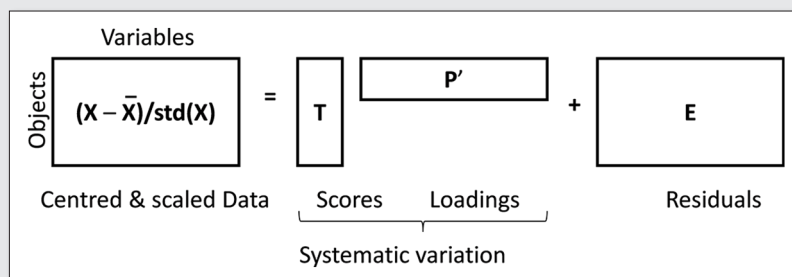 Variables
Objects
(X – X̄)/std(X)
=
T
P'
+
E
Centred & scaled Data
Scores
Loadings
Residuals
Systematic variation